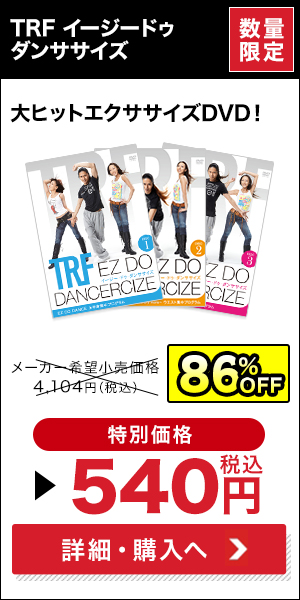 TRF イージードゥ
ダンササイズ
数量
限定
大ヒットエクササイズDVD！
TRF
EZ DO
DANCERCIZE
1
2
3
メーカー希望小売価格
4,104円(税込)
86%OFF
特別価格
540円
税込
詳細・購入へ